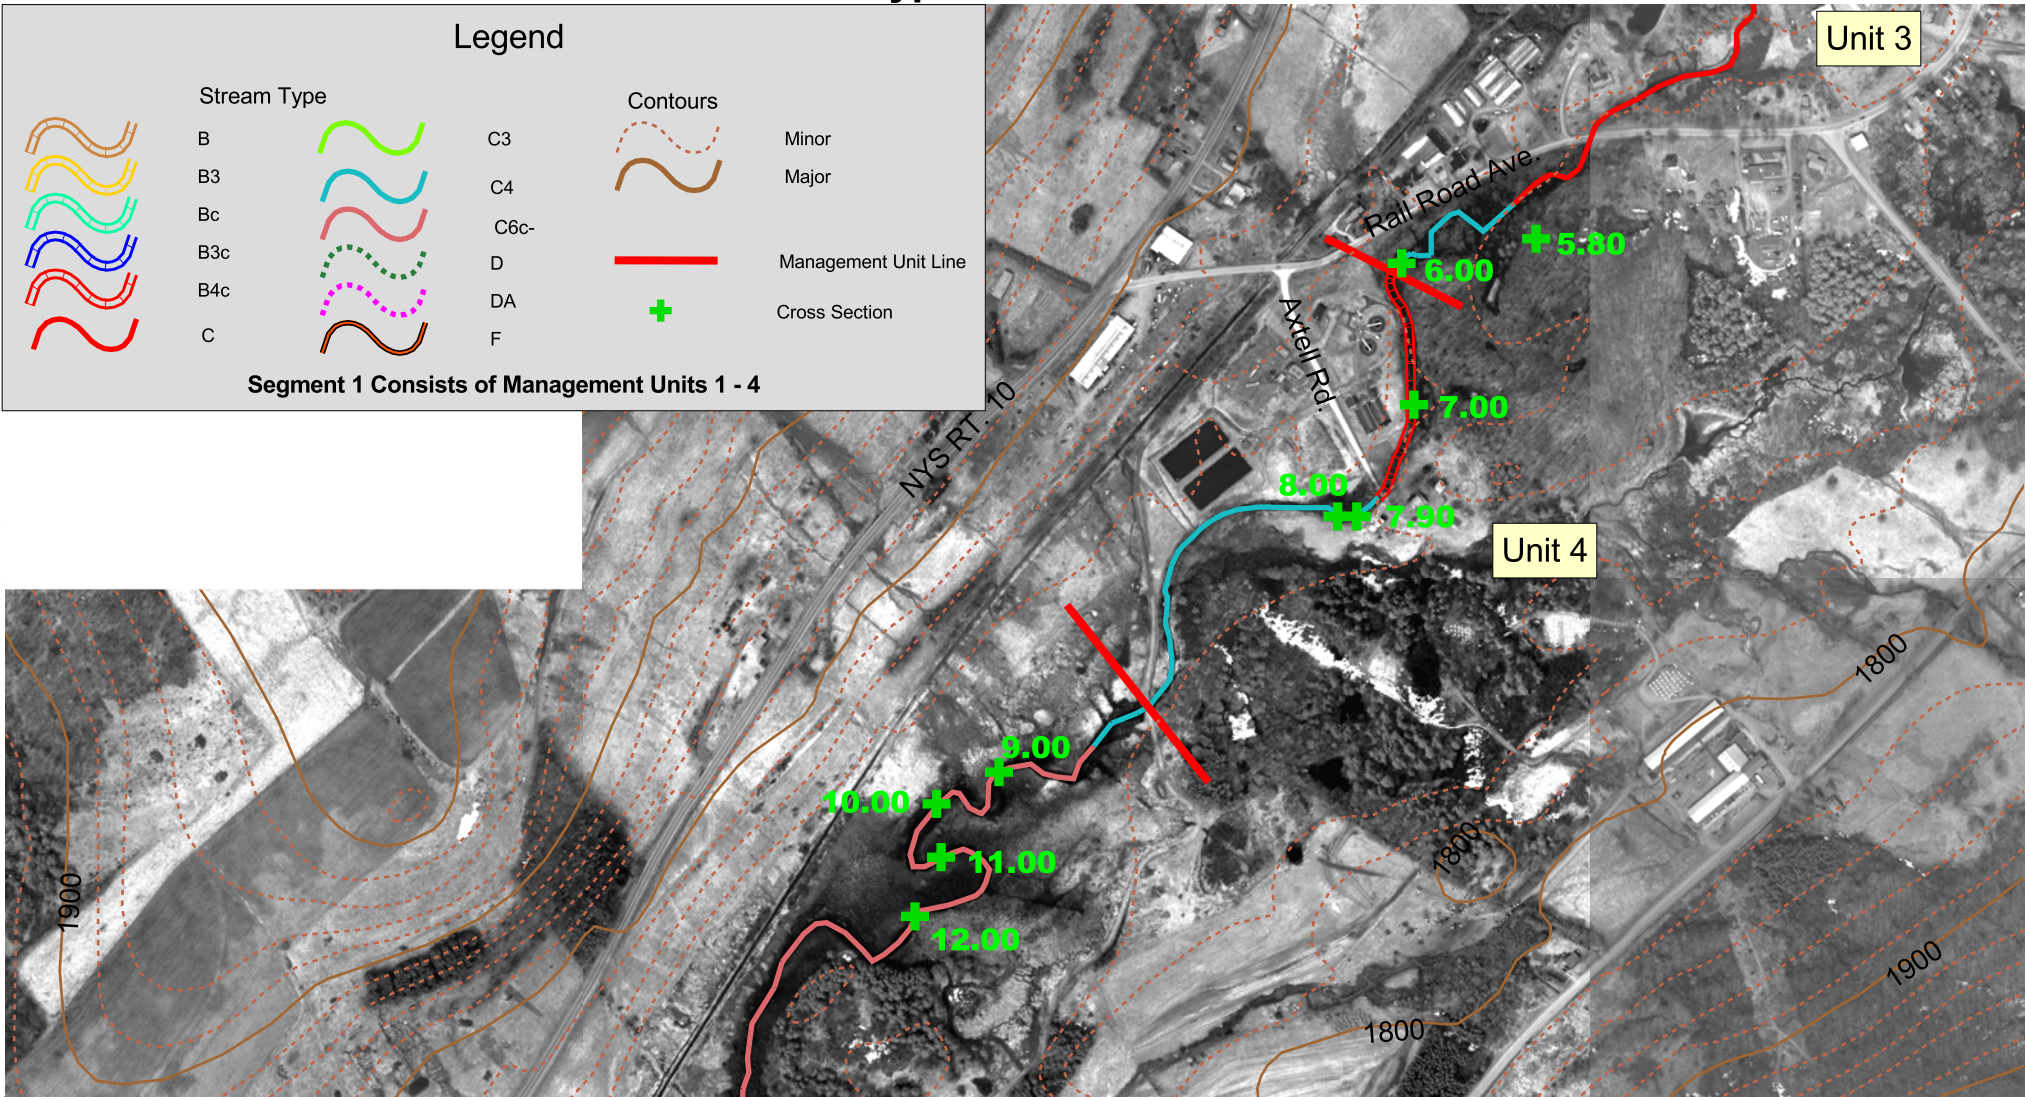 Legend
Stream Type
B
B3
Bc
B3c
B4c
C
C3
C4
C6c-
D
DA
F
Contours
Minor
Major
Management Unit Line
Cross Section
Segment 1 Consists of Management Units 1 - 4
Unit 3
Rail Road Ave.
5.80
6.00
Axtell Rd.
7.00
NYS RT. 10
8.00
7.90
Unit 4
1800
9.00
10.00
11.00
1800
1900
12.00
1900
1800